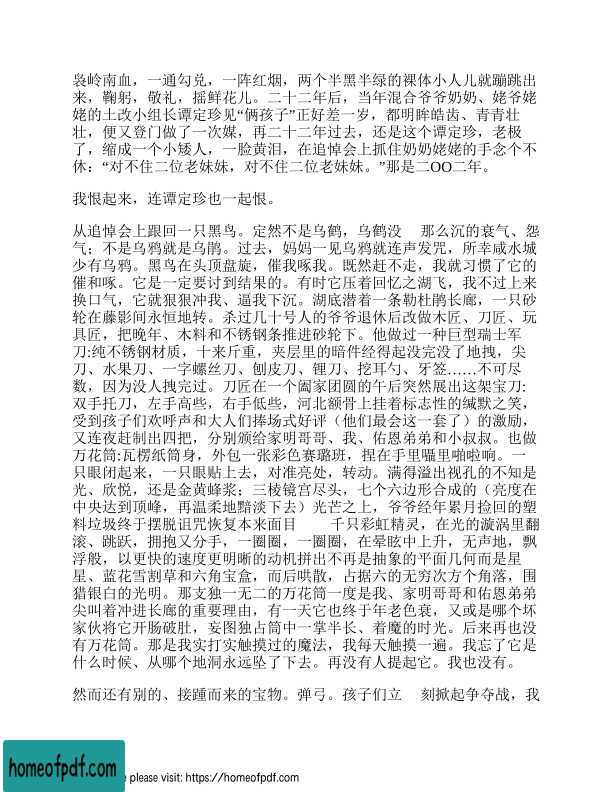 袅岭南血，一通勾兑，一阵红烟，两个半黑半绿的裸体小人儿就蹦跳出
来，鞠躬，敬礼，摇鲜花儿。二十二年后，当年混合爷爷奶奶、姥爷姥
姥的土改小组长谭定珍见“俩孩子”正好差一岁，都明眸皓齿、青青壮
壮，便又登门做了一次媒，再二十二年过去，还是这个谭定珍，老极
了，缩成一个小矮人，一脸黄泪，在追悼会上抓住奶奶姥姥的手念个不
休：“对不住二位老妹妹，对不住二位老妹妹。”那是二OO二年。
我恨起来，连谭定珍也一起恨。
从追悼会上跟回一只黑鸟。定然不是乌鹤，乌鹤没 那么沉的衰气、怨
气；不是乌鸦就是乌鹃。过去，妈妈一见乌鸦就连声发咒，所幸咸水城
少有乌鸦。黑鸟在头顶盘旋，催我啄我。既然赶不走，我就习惯了它的
催和啄。它是一定要讨到结果的。有时它压着回忆之湖飞，我不过上来
换口气，它就狠狠冲我、逼我下沉。湖底潜着一条勒杜鹃长廊，一只砂
轮在藤影间永恒地转。杀过几十号人的爷爷退休后改做木匠、刀匠、玩
具匠，把晚年、木料和不锈钢条推进砂轮下。他做过一种巨型瑞士军
刀:纯不锈钢材质，十来斤重，夹层里的暗件经得起没完没了地拽，尖
刀、水果刀、一字螺丝刀、刨皮刀、锂刀、挖耳勺、牙签……不可尽
数，因为没人拽完过。刀匠在一个阖家团圆的午后突然展出这架宝刀:
双手托刀，左手高些，右手低些，河北额骨上挂着标志性的缄默之笑，
受到孩子们欢呼声和大人们捧场式好评（他们最会这一套了）的激励，
又连夜赶制出四把，分别颁给家明哥哥、我、佑恩弟弟和小叔叔。也做
万花筒:瓦楞纸筒身，外包一张彩色赛璐班，捏在手里嗫里啪啦响。一
只眼闭起来，一只眼贴上去，对准亮处，转动。满得溢出视孔的不知是
光、欣悦，还是金黄蜂浆；三棱镜宫尽头，七个六边形合成的（亮度在
中央达到顶峰，再温柔地黯淡下去）光芒之上，爷爷经年累月捡回的塑
料垃圾终于摆脱诅咒恢复本来面目 千只彩虹精灵，在光的漩涡里翻
滚、跳跃，拥抱又分手，一圈圈，一圈圈，在晕眩中上升，无声地，飘
浮般，以更快的速度更明晰的动机拼出不再是抽象的平面几何而是星
星、蓝花雪割草和六角宝盒，而后哄散，占据六的无穷次方个角落，围
猎银白的光明。那支独一无二的万花筒一度是我、家明哥哥和佑恩弟弟
尖叫着冲进长廊的重要理由，有一天它也终于年老色衰，又或是哪个坏
家伙将它开肠破肚，妄图独占筒中一掌半长、着魔的时光。后来再也没
有万花筒。那是我实打实触摸过的魔法，我每天触摸一遍。我忘了它是
什么时候、从哪个地洞永远坠了下去。再没有人提起它。我也没有。
然而还有别的、接踵而来的宝物。弹弓。孩子们立 刻掀起争夺战，我
homeofpdf.com
e please visit: https://homeofpdf.com